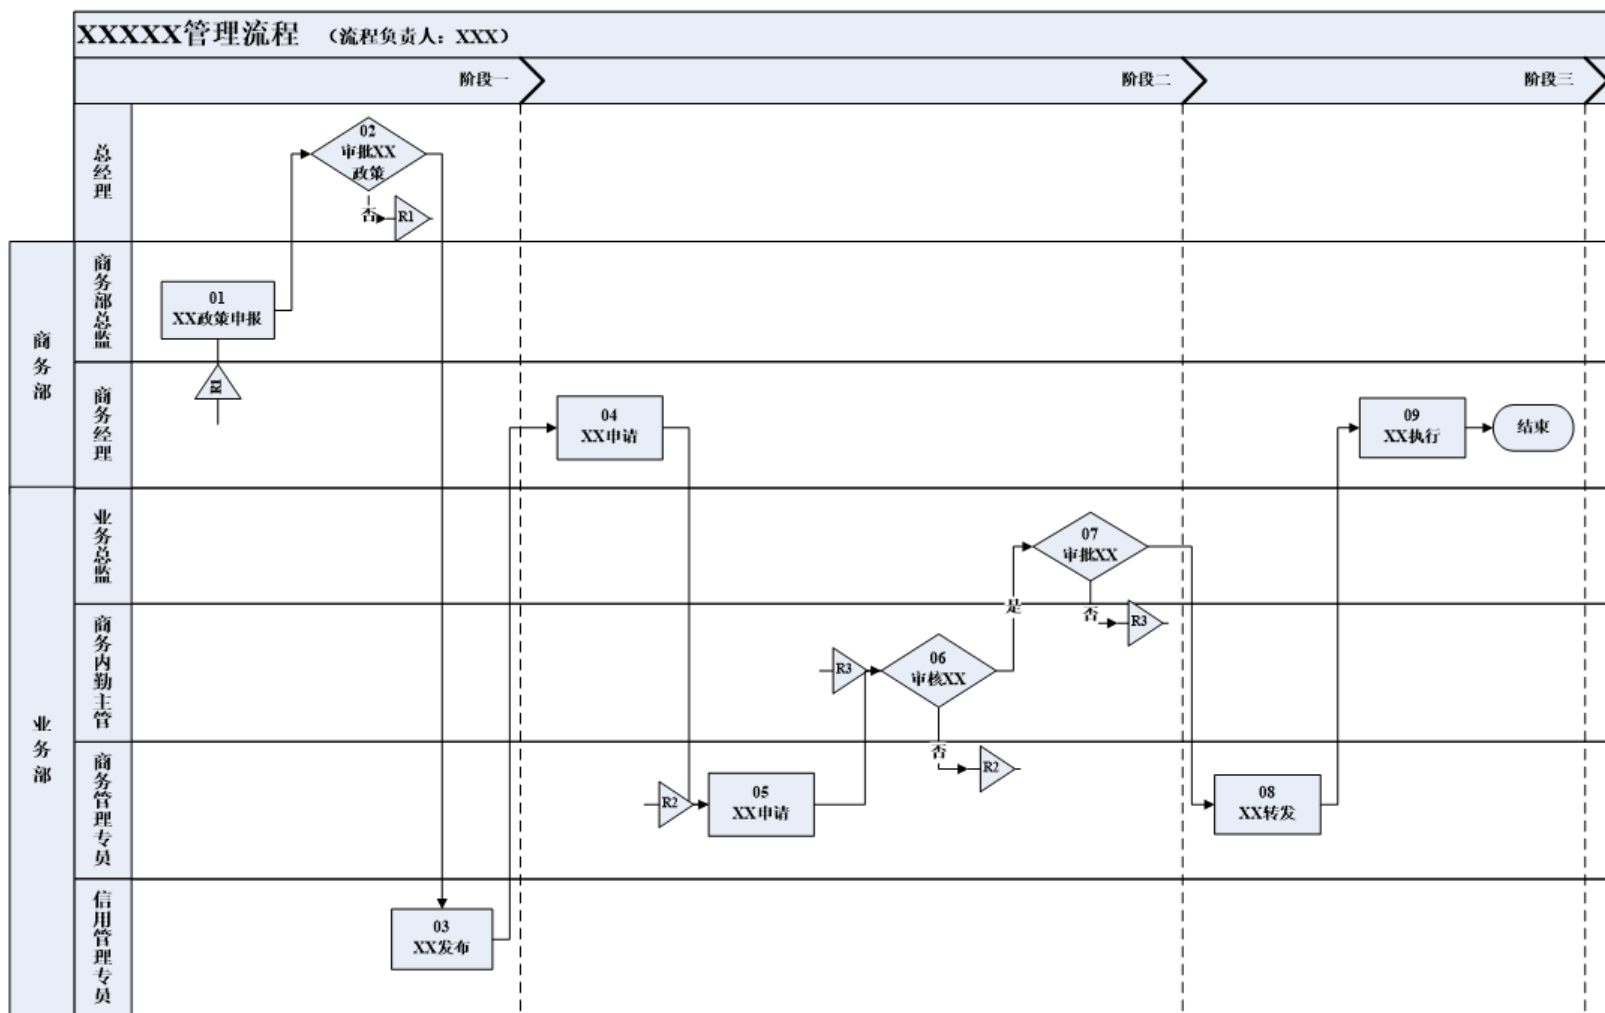 XXXXX管理流程 （流程负责人：XXX）
阶段一
阶段二
阶段三
总经理
02
审批XX
政策
否
R1
商务部
商务部总监
01
XX政策申报
R1
商务经理
04
XX申请
09
XX执行
结束
业务部
业务总监
07
审批XX
是
否
R3
商务内勤主管
R3
06
审核XX
否
R2
商务管理专员
R2
05
XX申请
08
XX转发
信用管理专员
03
XX发布